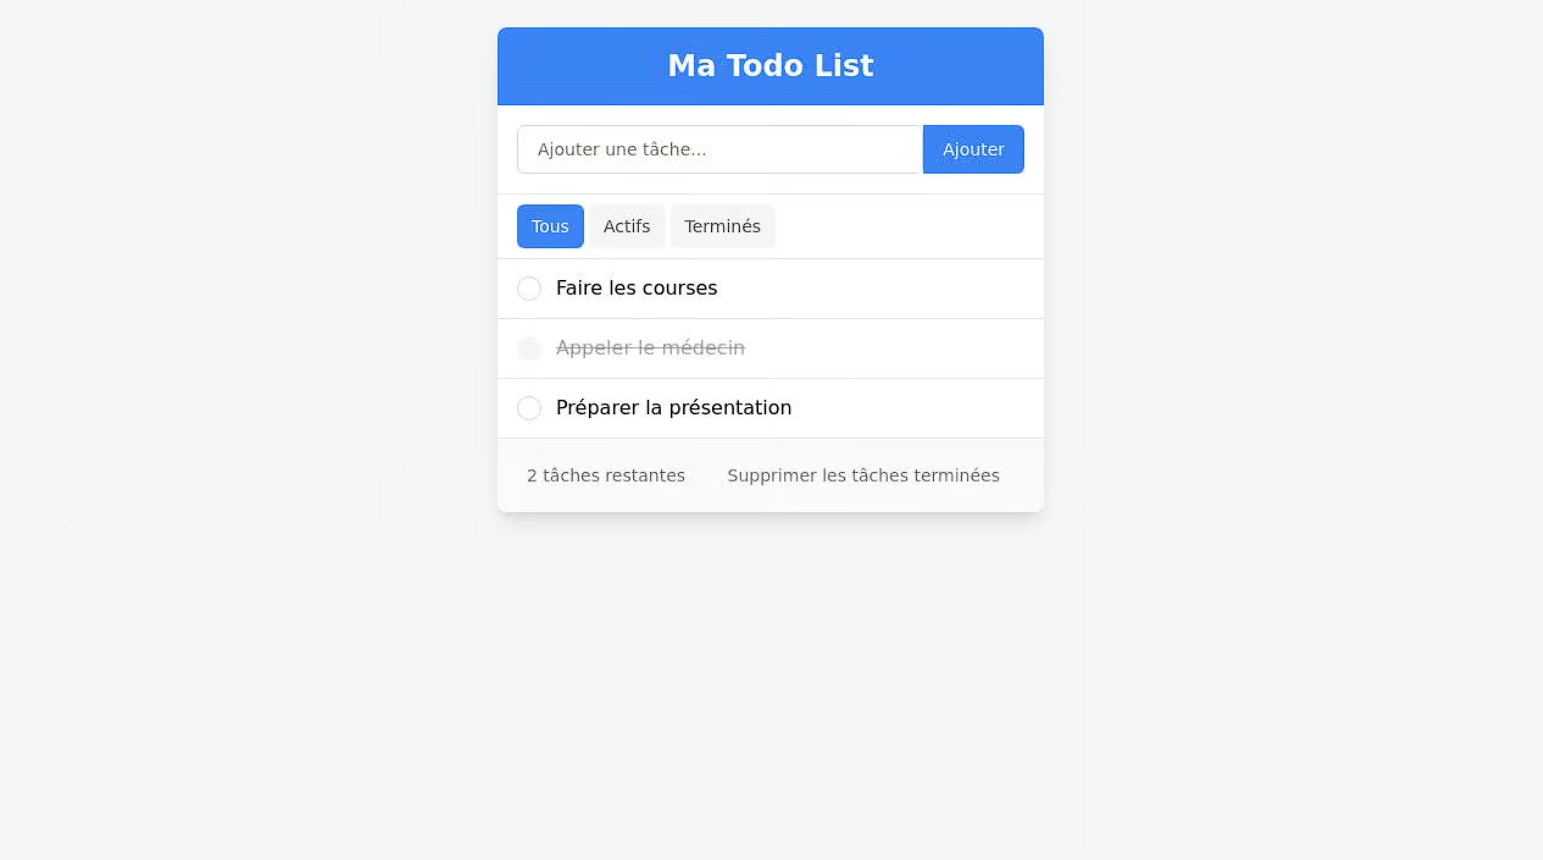 Ma Todo List
Ajouter une tâche...
Ajouter
Tous
Actifs
Terminés
Faire les courses
Appeler le médecin
Préparer la présentation
2 tâches restantes
Supprimer les tâches terminées